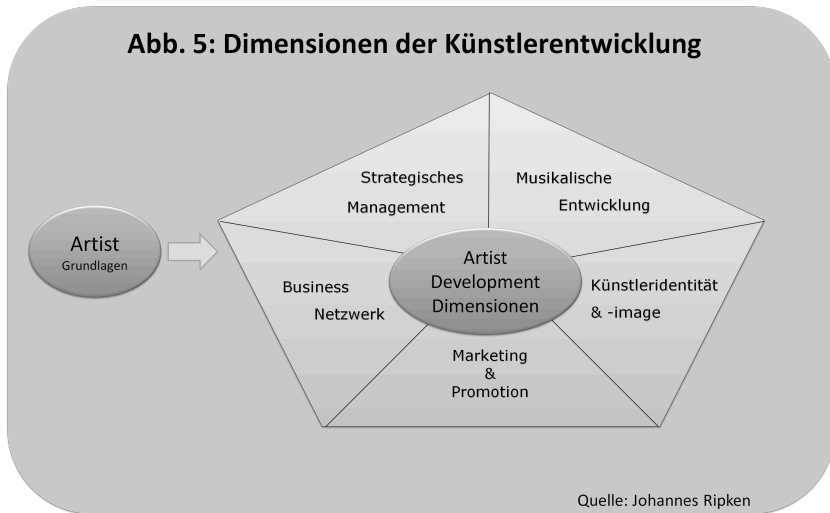 Abb. 5: Dimensionen der Künstlerentwicklung
Strategisches
Management
Musikalische
Entwicklung
Artist
Grundlagen
Artist
Development
Dimensionen
Business
Netzwerk
Künstleridentität
& -image
Marketing
&
Promotion
Quelle: Johannes Ripken